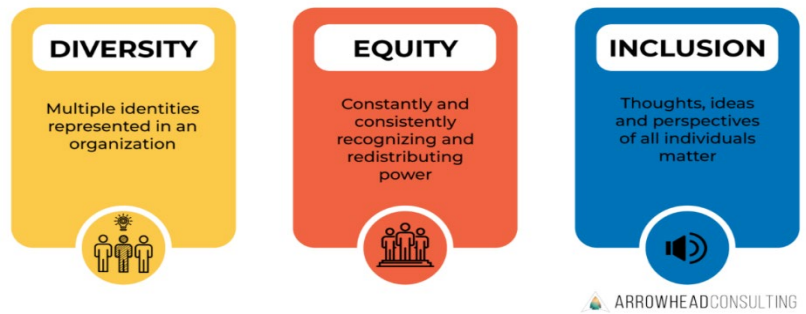 DIVERSITY
Multiple identities
represented in an
organization
EQUITY
Constantly and
consistently
recognizing and
redistributing
power
INCLUSION
Thoughts, ideas
and perspectives
of all individuals
matter
ARROWHEADCONSULTING